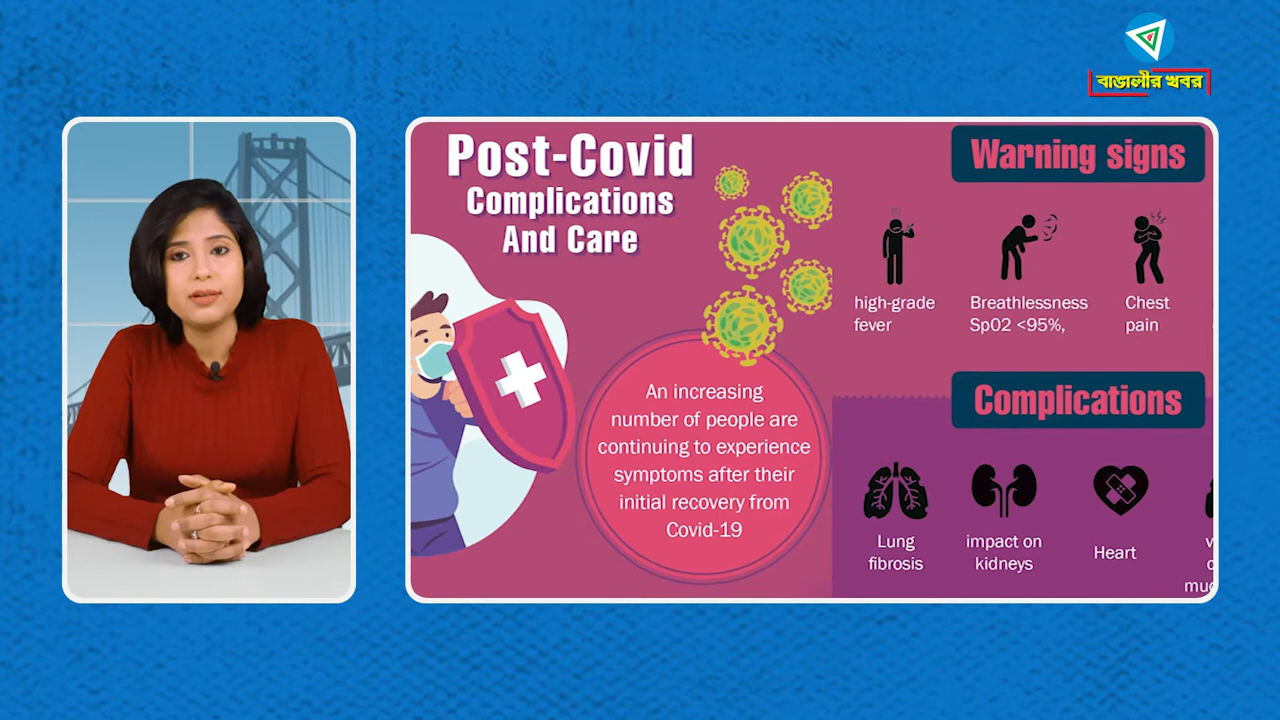 বাঙালীর খবর
Post-Covid
Complications
And Care
An increasing
number of people are
continuing to experience
symptoms after their
initial recovery from
Covid-19
Warning signs
high-grade
fever
Breathlessness
SpO2 <95%,
Chest
pain
Complications
Lung
fibrosis
impact on
kidneys
Heart